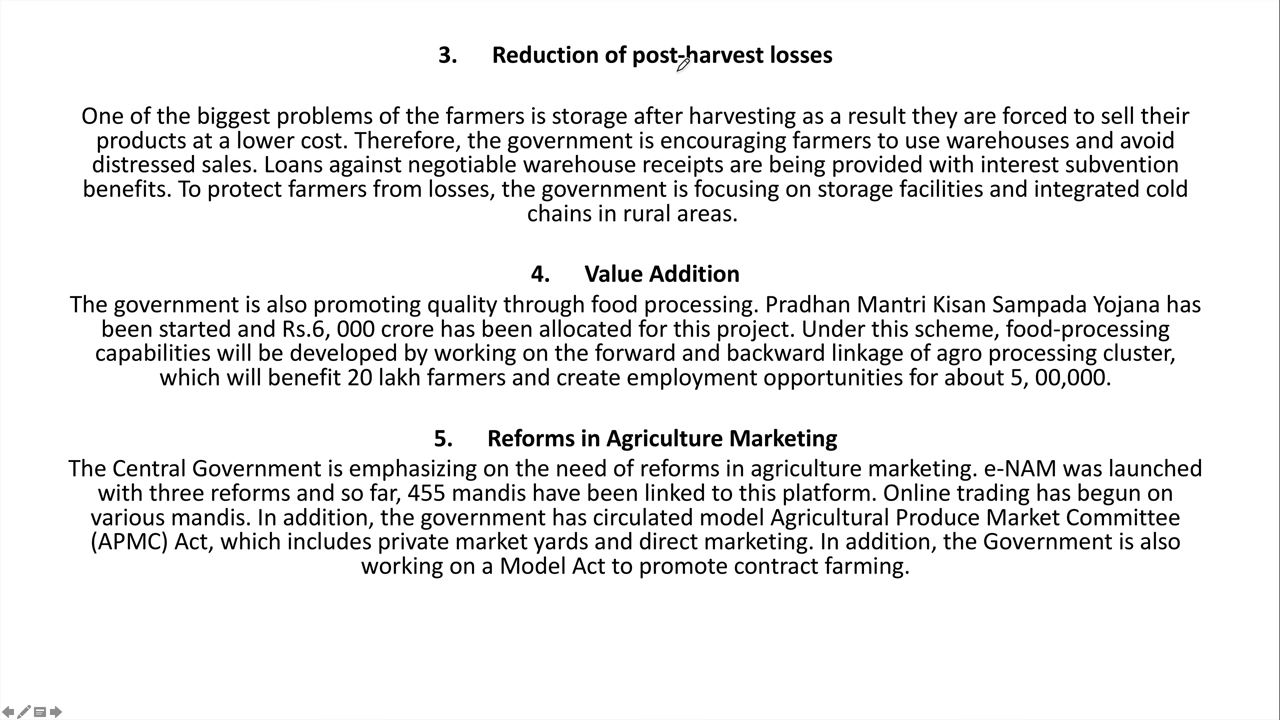 3. Reduction of post-harvest losses
One of the biggest problems of the farmers is storage after harvesting as a result they are forced to sell their
products at a lower cost. Therefore, the government is encouraging farmers to use warehouses and avoid
distressed sales. Loans against negotiable warehouse receipts are being provided with interest subvention
benefits. To protect farmers from losses, the government is focusing on storage facilities and integrated cold
chains in rural areas.
4. Value Addition
The government is also promoting quality through food processing. Pradhan Mantri Kisan Sampada Yojana has
been started and Rs.6, 000 crore has been allocated for this project. Under this scheme, food-processing
capabilities will be developed by working on the forward and backward linkage of agro processing cluster,
which will benefit 20 lakh farmers and create employment opportunities for about 5, 00,000.
5. Reforms in Agriculture Marketing
The Central Government is emphasizing on the need of reforms in agriculture marketing. e-NAM was launched
with three reforms and so far, 455 mandis have been linked to this platform. Online trading has begun on
various mandis. In addition, the government has circulated model Agricultural Produce Market Committee
(APMC) Act, which includes private market yards and direct marketing. In addition, the Government is also
working on a Model Act to promote contract farming.